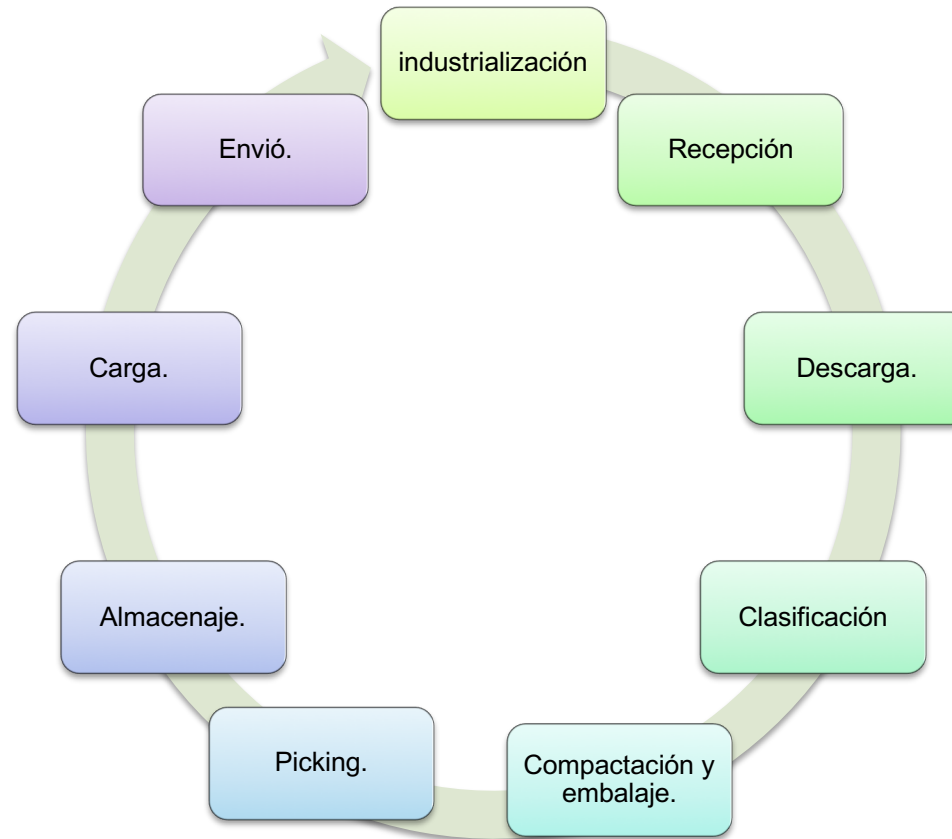 industrialización
Recepción
Descarga.
Clasificación
Compactación y
embalaje.
Picking.
Almacenaje.
Carga.
Envió.